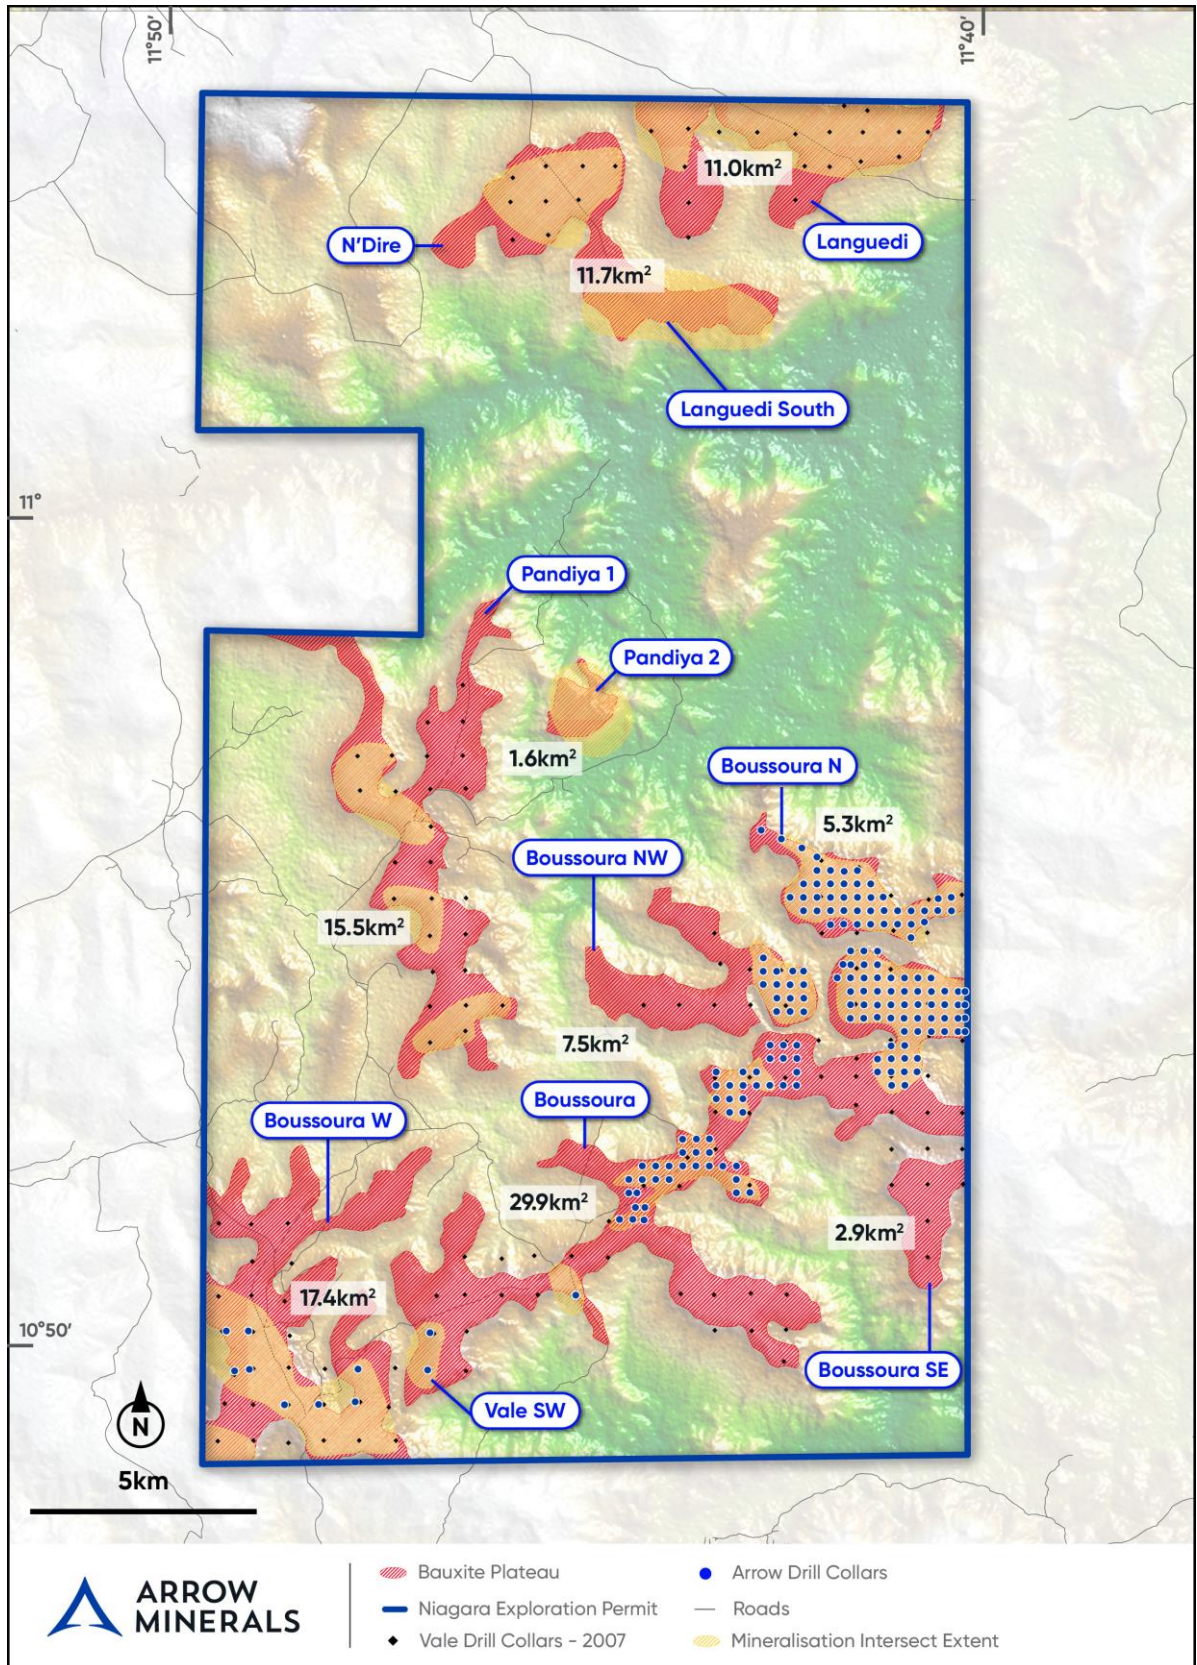 11°50'
11°40'
11.0km²
N'Dire
Languedi
11.7km²
Languedi South
11°
Pandiya 1
Pandiya 2
1.6km²
Boussoura N
5.3km²
Boussoura NW
15.5km²
7.5km²
Boussoura
Boussoura W
29.9km²
2.9km²
17.4km²
10°50'
Boussoura SE
Vale SW
N
5km
ARROW
MINERALS
Bauxite Plateau
Niagara Exploration Permit
Vale Drill Collars - 2007
Arrow Drill Collars
Roads
Mineralisation Intersect Extent